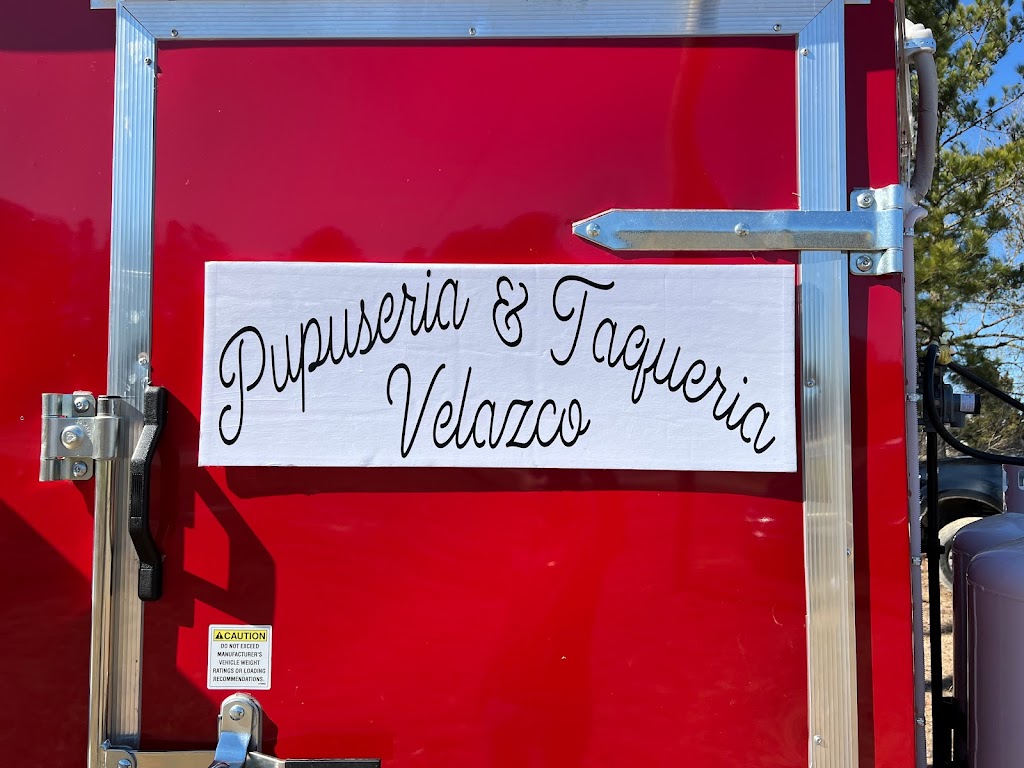 Pupuseria & Taqueria
Velazco
CAUTION
DO NOT EXCEED
MANUFACTURER'S
VEHICLE WEIGHT
RATINGS OR LOADING
RECOMMENDATIONS.